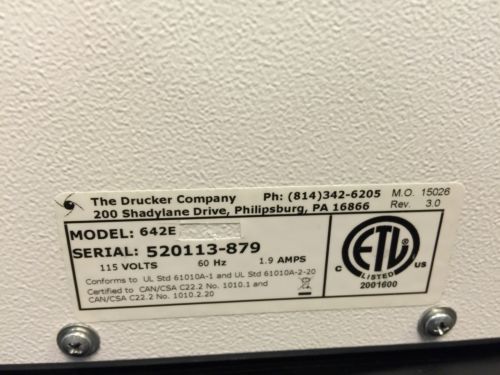 The Drucker Company Ph: (814)342-6205 M.O. 15026
200 Shadylane Drive, Philipsburg, PA 16866 Rev. 3.0
MODEL: 642E
SERIAL: 520113-879
115 VOLTS 60 Hz 1.9 AMPS
Conforms to UL Std 61010A-1 and UL Std 61010A-2-20
Certified to CAN/CSA C22.2 No. 1010.1 and
CAN/CSA C22.2 No. 1010.2.20
ETL
C US
LISTED
2001600